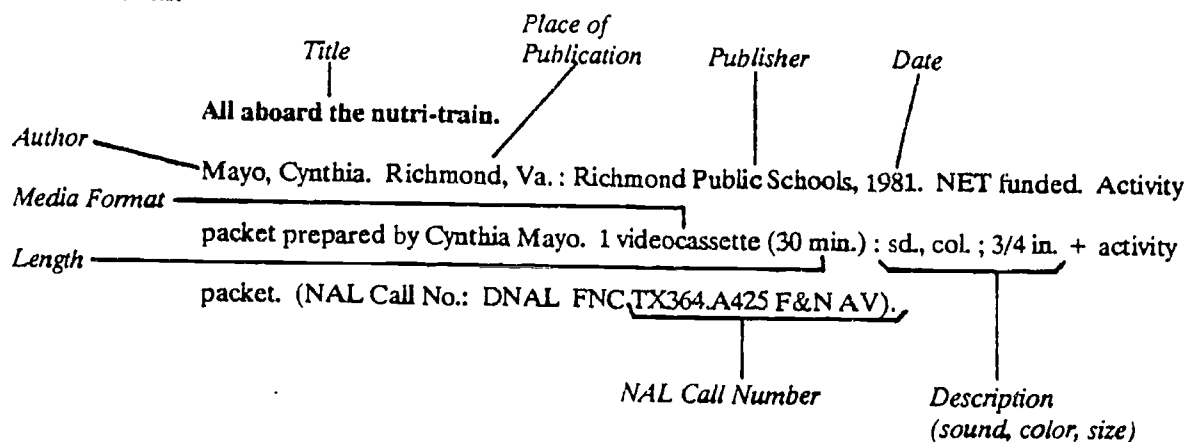 Place of
Title Publication Publisher Date
All aboard the nutri-train.
Author
Mayo, Cynthia. Richmond, Va. : Richmond Public Schools, 1981. NET funded. Activity
Media Format
packet prepared by Cynthia Mayo. 1 videocassette (30 min.) : sd., col. ; 3/4 in. + activity
Length
packet. (NAL Call No.: DNAL FNC TX364.A425 F&N AV).
NAL Call Number Description
(sound, color, size)